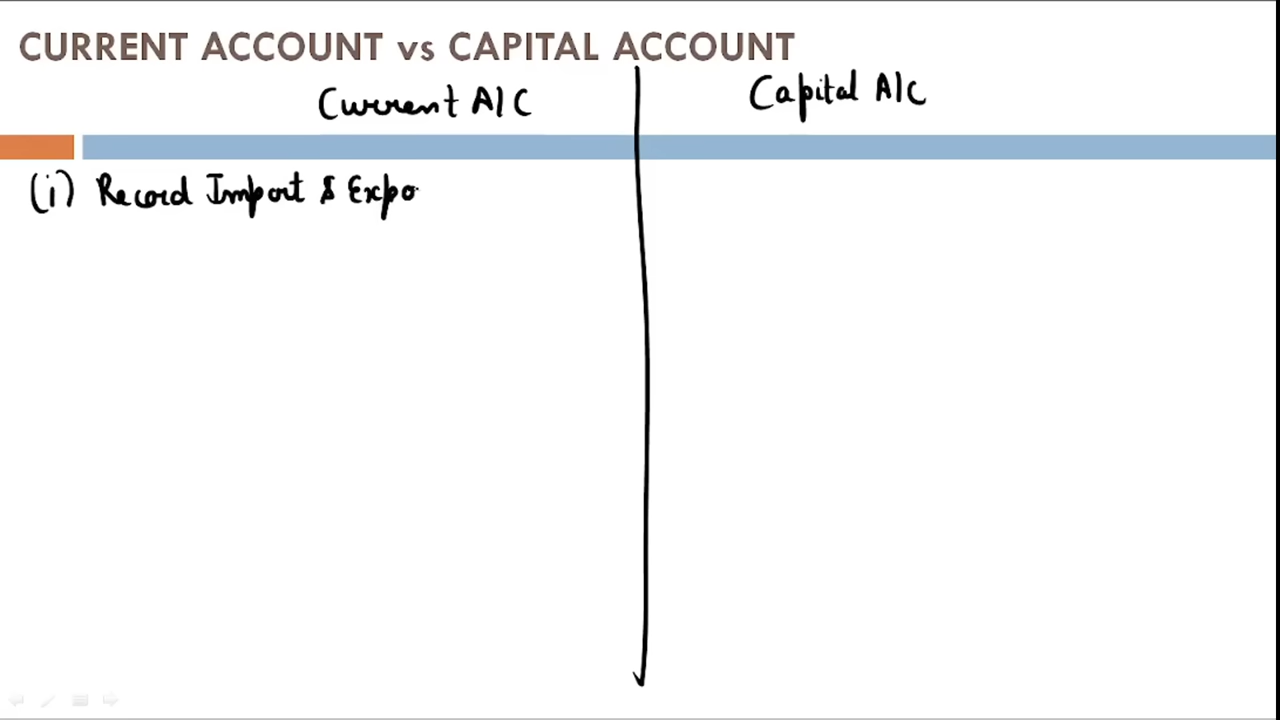 CURRENT ACCOUNT vs CAPITAL ACCOUNT
Current A/C
Capital A/C
(i) Record Import & Expo